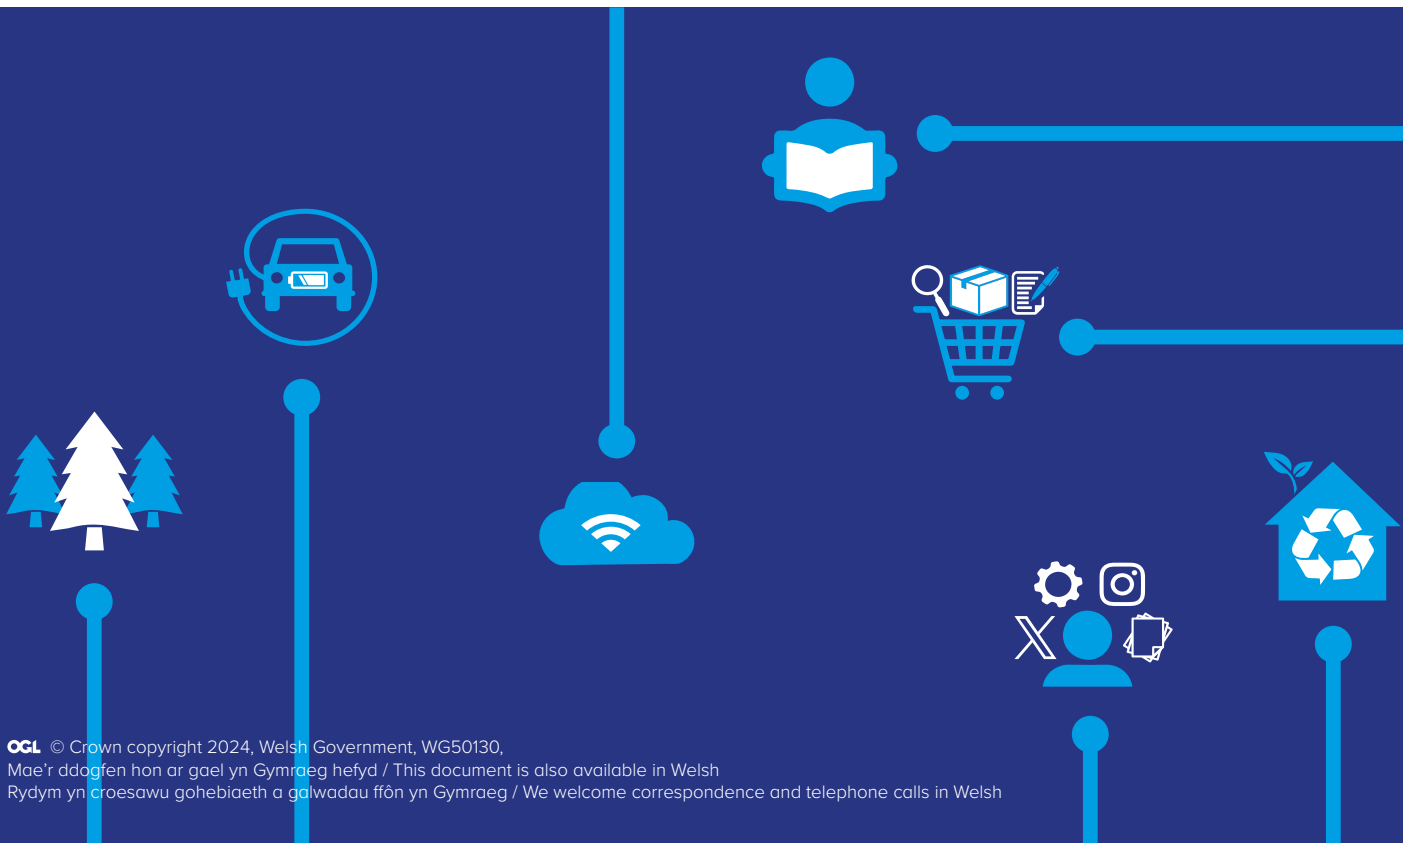 OGL © Crown copyright 2024, Welsh Government, WG50130,
Mae’r ddogfen hon ar gael yn Gymraeg hefyd / This document is also available in Welsh
Rydym yn croesawu gohebiaeth a galwadau ffôn yn Gymraeg / We welcome correspondence and telephone calls in Welsh